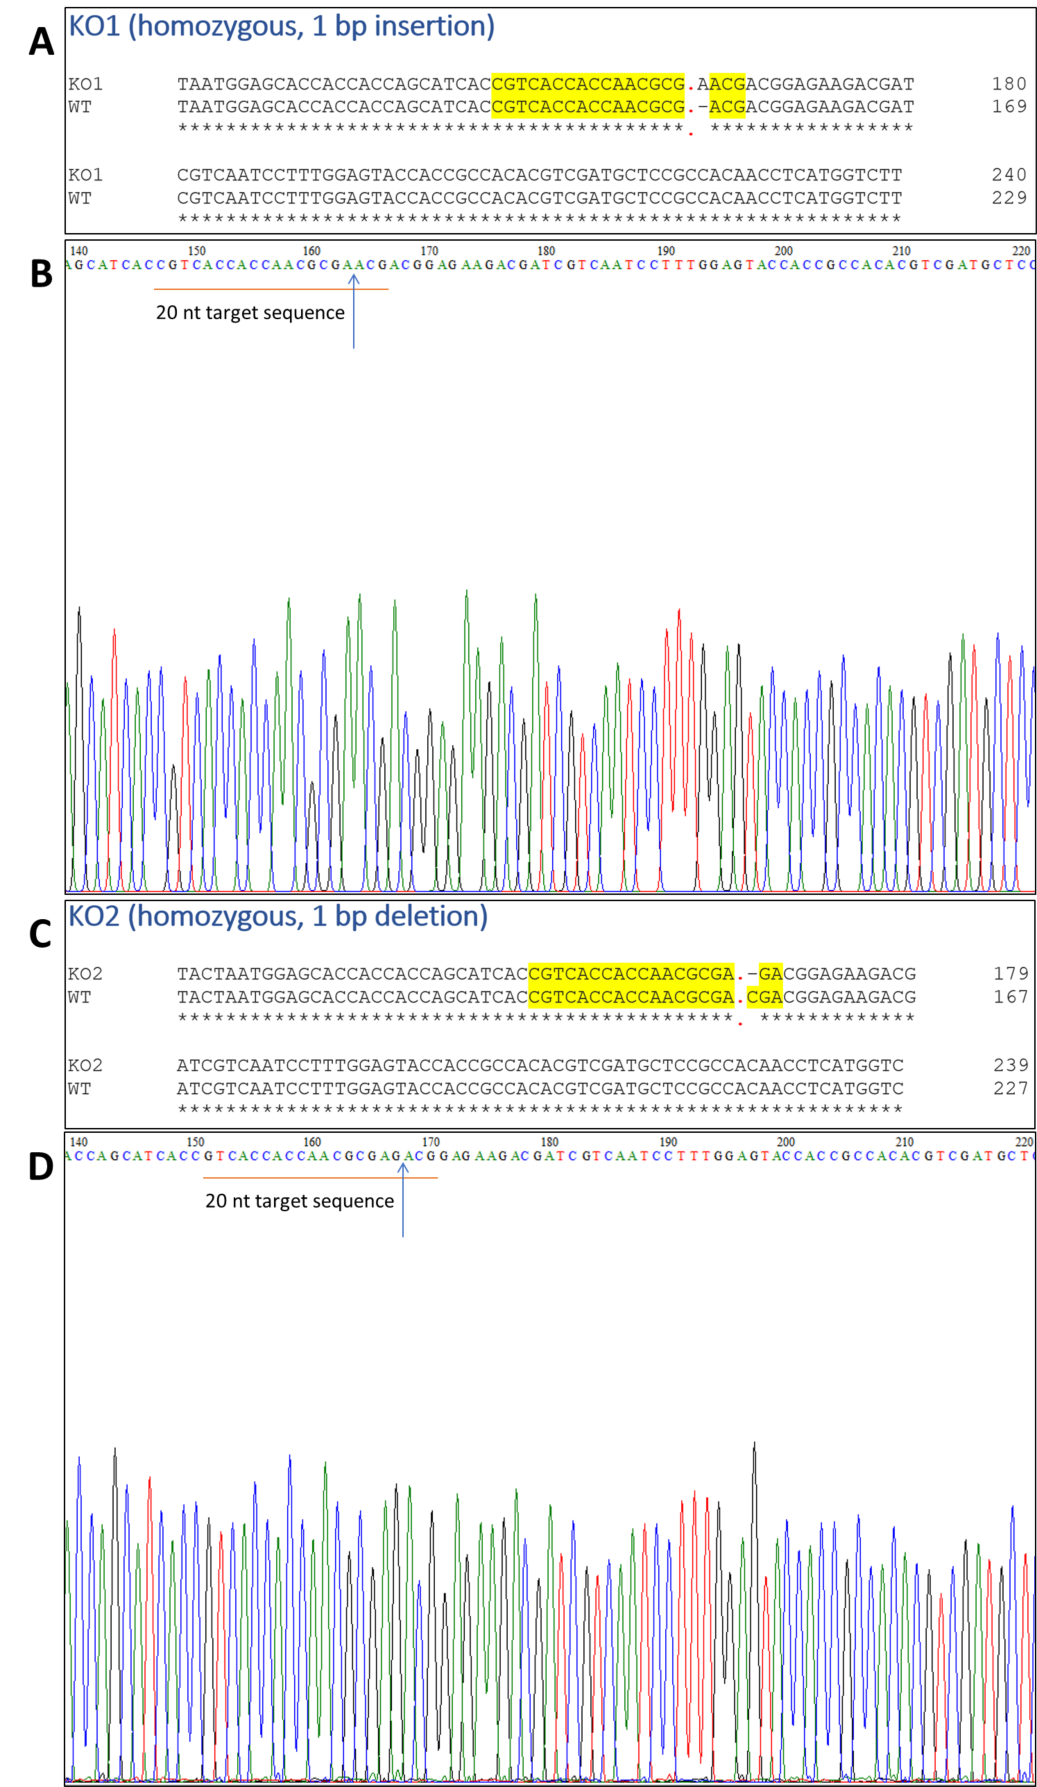 A
KO1 (homozygous, 1 bp insertion)
KO1 TAATGGAGCACCACCACCAGCATCACCGTCACCACCAACGCG.AACGACGGAGAAGACGAT 180
WT TAATGGAGCACCACCACCAGCATCACCGTCACCACCAACGCG.-ACGACGGAGAAGACGAT 169
****************************************** *****************
.
KO1 CGTCAATCCTTTGGAGTACCACCGCCACACGTCGATGCTCCGCCACAACCTCATGGTCTT 240
WT CGTCAATCCTTTGGAGTACCACCGCCACACGTCGATGCTCCGCCACAACCTCATGGTCTT 229
************************************************************
B
140 150 160 170 180 190 200 210 220
AGCATCACCGTCACCACCAACGCGAACGACGGAGAAGACGATCGTCAATCCTTTGGAGTACCACCGCCACACGTCGATGCTCC
20 nt target sequence
C
KO2 (homozygous, 1 bp deletion)
KO2 TACTAATGGAGCACCACCACCAGCATCACCGTCACCACCAACGCGA.-GACGGAGAAGACG 179
WT TACTAATGGAGCACCACCACCAGCATCACCGTCACCACCAACGCGA.CGACGGAGAAGACG 167
********************************************** *************
.
KO2 ATCGTCAATCCTTTGGAGTACCACCGCCACACGTCGATGCTCCGCCACAACCTCATGGTC 239
WT ATCGTCAATCCTTTGGAGTACCACCGCCACACGTCGATGCTCCGCCACAACCTCATGGTC 227
************************************************************
D
140 150 160 170 180 190 200 210 220
ACCAGCATCACCGTCACCACCAACGCGAGACGGAGAAGACGATCGTCAATCCTTTGGAGTACCACCGCCACACGTCGATGCTC
20 nt target sequence